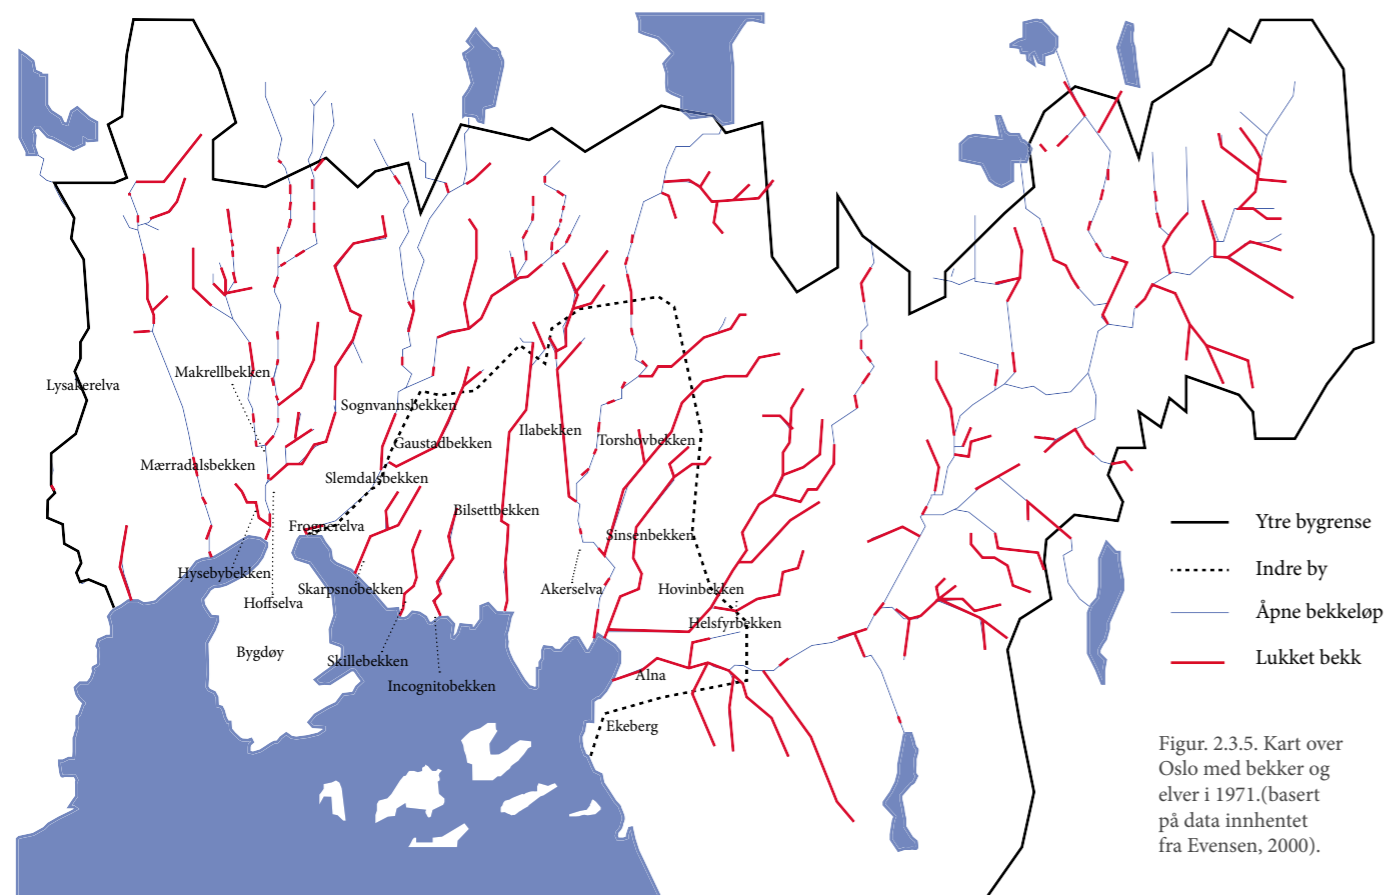 Makrellbekken
Lysakerelva
Sognvannsbekken
Gaustadbekken
Ilabekken
Torshovbekken
Mærradalsbekken
Slemdalsbekken
Bilsettbekken
Frognerelva
Sinsenbekken
Hysebybekken
Skarpsnobekken
Akerselva
Hovinbekken
Hoffselva
Helsfyrbekken
Bygdøy
Skillebekken
Incognitobekken
Alna
Ekeberg
Ytre bygrense
Indre by
Åpne bekkeløp
Lukket bekk
Figur. 2.3.5. Kart over
Oslo med bekker og
elver i 1971.(basert
på data innhentet
fra Evensen, 2000).